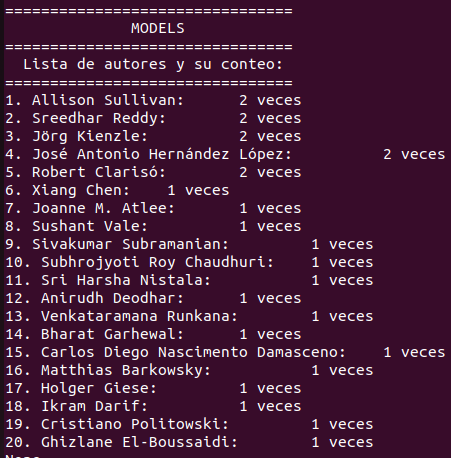 ================================
MODELS
================================
Lista de autores y su conteo:
================================
1. Allison Sullivan: 2 veces
2. Sreedhar Reddy: 2 veces
3. Jörg Kienzle: 2 veces
4. José Antonio Hernández López: 2 veces
5. Robert Clarisó: 2 veces
6. Xiang Chen: 1 veces
7. Joanne M. Atlee: 1 veces
8. Sushant Vale: 1 veces
9. Sivakumar Subramanian: 1 veces
10. Subhrojyoti Roy Chaudhuri: 1 veces
11. Sri Harsha Nistala: 1 veces
12. Anirudh Deodhar: 1 veces
13. Venkataramana Runkana: 1 veces
14. Bharat Garhewal: 1 veces
15. Carlos Diego Nascimento Damasceno: 1 veces
16. Matthias Barkowsky: 1 veces
17. Holger Giese: 1 veces
18. Ikram Darif: 1 veces
19. Cristiano Politowski: 1 veces
20. Ghizlane El-Boussaidi: 1 veces
None